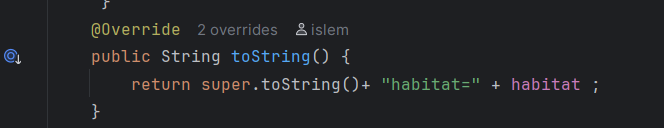 }
@Override 2 overrides islem
public String toString() {
return super.toString()+ "habitat=" + habitat ;
}